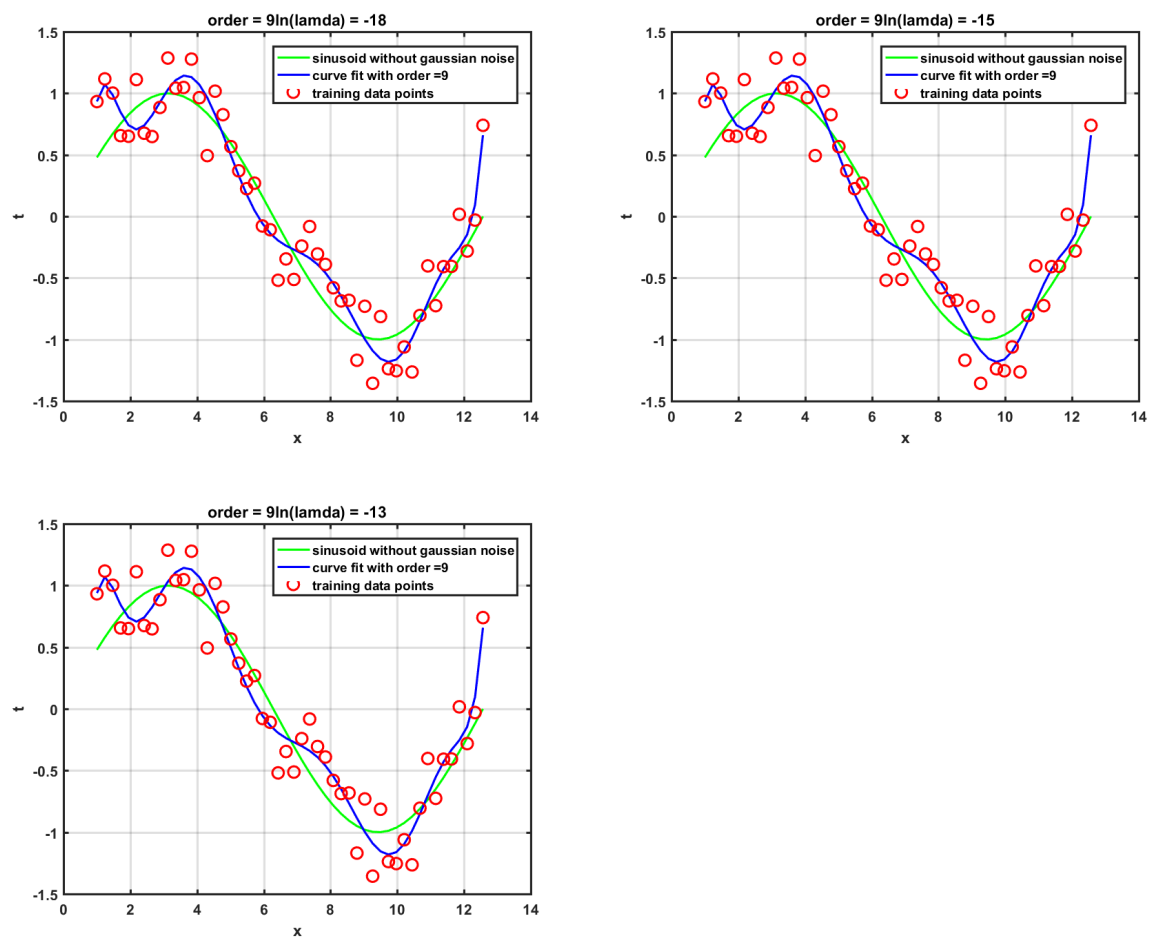 order = 9ln(lamda) = -18
1.5
1
0.5
0
-0.5
-1
-1.5
t
sinusoid without gaussian noise
curve fit with order =9
training data points
0 2 4 6 8 10 12 14
x
order = 9ln(lamda) = -15
1.5
1
0.5
0
-0.5
-1
-1.5
t
sinusoid without gaussian noise
curve fit with order =9
training data points
0 2 4 6 8 10 12 14
x
order = 9ln(lamda) = -13
1.5
1
0.5
0
-0.5
-1
-1.5
t
sinusoid without gaussian noise
curve fit with order =9
training data points
0 2 4 6 8 10 12 14
x